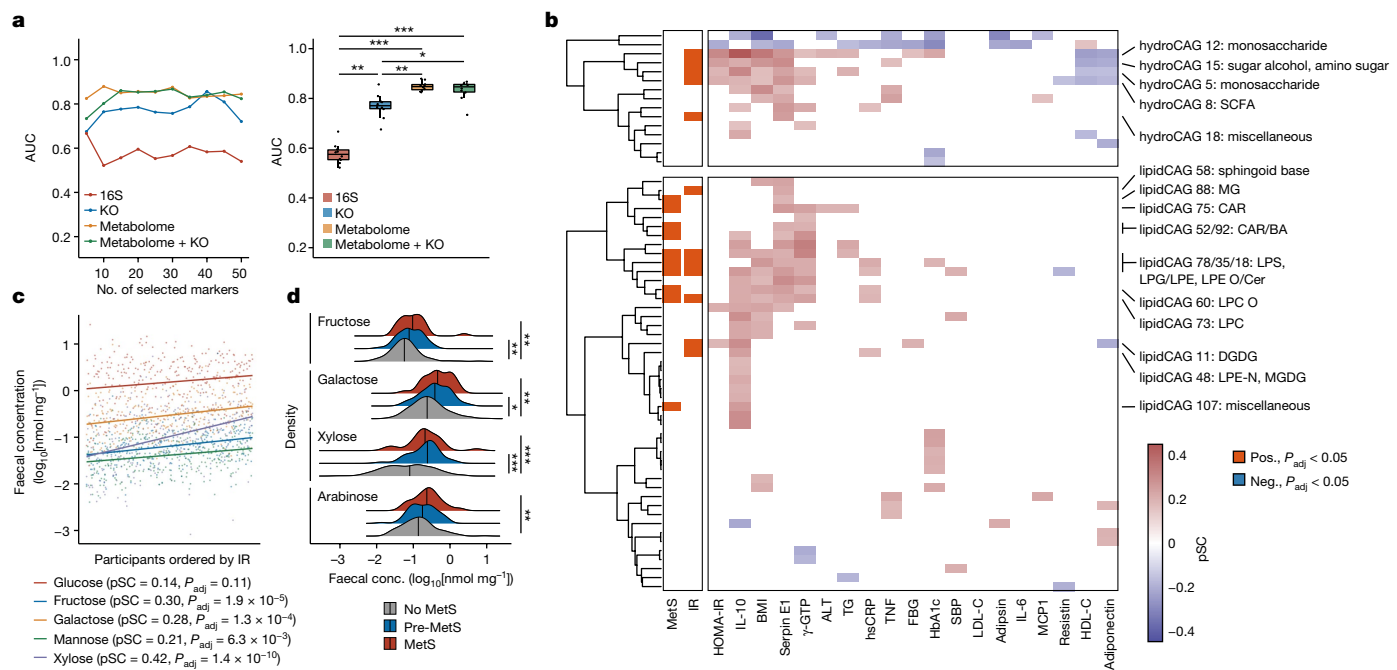 a
1.0
0.8
0.6
0.4
0.2
AUC
16S
KO
Metabolome
Metabolome + KO
10 20 30 40 50
No. of selected markers
***
***
*
**
**
1.0
0.8
0.6
0.4
0.2
AUC
16S
KO
Metabolome
Metabolome + KO
b
hydroCAG 12: monosaccharide
hydroCAG 15: sugar alcohol, amino sugar
hydroCAG 5: monosaccharide
hydroCAG 8: SCFA
hydroCAG 18: miscellaneous
lipidCAG 58: sphingoid base
lipidCAG 88: MG
lipidCAG 75: CAR
lipidCAG 52/92: CAR/BA
lipidCAG 78/35/18: LPS,
LPG/LPE, LPE O/Cer
lipidCAG 60: LPC O
lipidCAG 73: LPC
lipidCAG 11: DGDG
lipidCAG 48: LPE-N, MGDG
lipidCAG 107: miscellaneous
MetS
IR
HOMA-IR
IL-10
BMI
Serpin E1
γ-GTP
ALT
TG
hsCRP
TNF
FBG
HbA1c
SBP
LDL-C
Adipsin
IL-6
MCP1
Resistin
HDL-C
Adiponectin
0.4
0.2
0
−0.2
−0.4
pSC
Pos., Padj < 0.05
Neg., Padj < 0.05
c
1
0
−1
−2
−3
Faecal concentration
(log10[nmol mg−1])
Participants ordered by IR
Glucose (pSC = 0.14, Padj = 0.11)
Fructose (pSC = 0.30, Padj = 1.9 × 10−5)
Galactose (pSC = 0.28, Padj = 1.3 × 10−4)
Mannose (pSC = 0.21, Padj = 6.3 × 10−3)
Xylose (pSC = 0.42, Padj = 1.4 × 10−10)
d
Density
Fructose
**
**
Galactose
*
**
Xylose
***
***
Arabinose
**
−3 −2 −1 0 1
Faecal conc. (log10[nmol mg−1])
No MetS
Pre-MetS
MetS